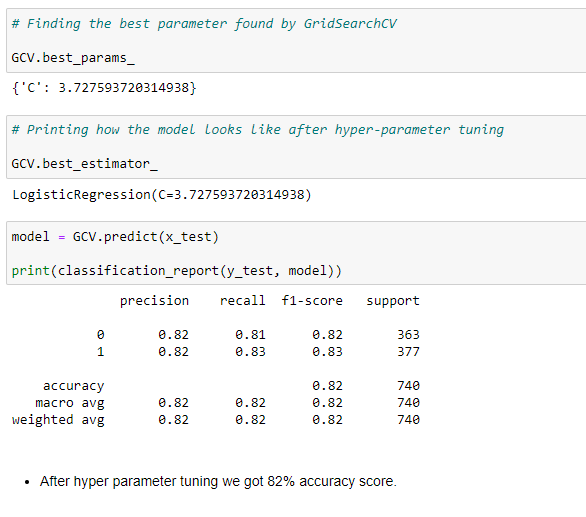 # Finding the best parameter found by GridSearchCV
GCV.best_params_
{'C': 3.727593720314938}
# Printing how the model looks like after hyper-parameter tuning
GCV.best_estimator_
LogisticRegression(C=3.727593720314938)
model = GCV.predict(x_test)
print(classification_report(y_test, model))
precision recall f1-score support
0 0.82 0.81 0.82 363
1 0.82 0.83 0.83 377
accuracy 0.82 740
macro avg 0.82 0.82 0.82 740
weighted avg 0.82 0.82 0.82 740
• After hyper parameter tuning we got 82% accuracy score.